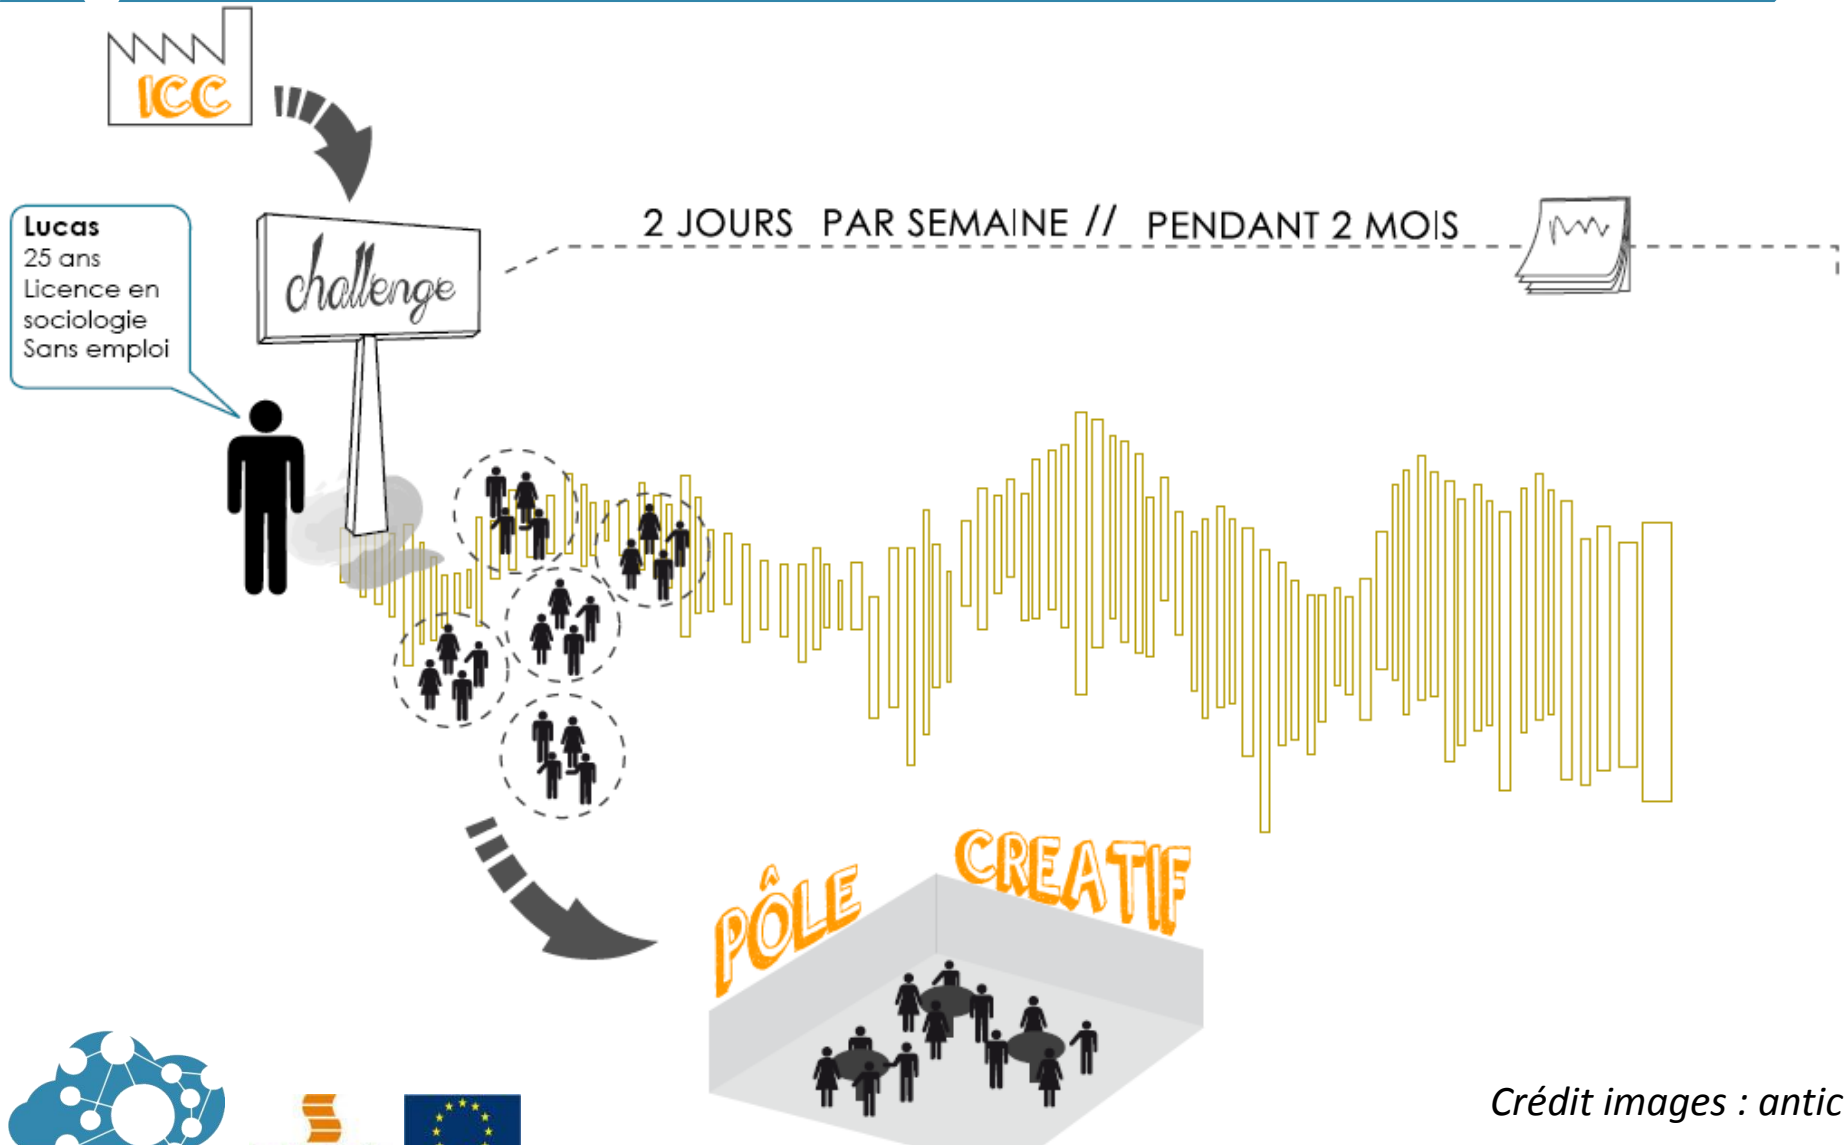 ICC
Lucas
25 ans
Licence en
sociologie
Sans emploi
challenge
2 JOURS PAR SEMAINE // PENDANT 2 MOIS
PÔLE
CREATIF
Crédit images : antic